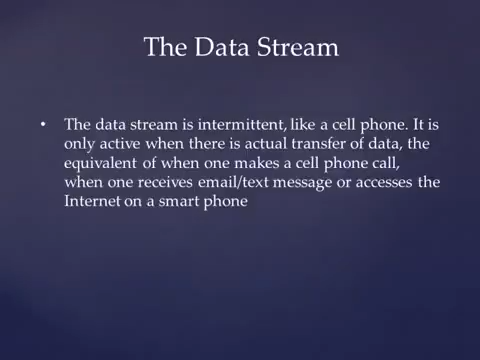 The Data Stream
• The data stream is intermittent, like a cell phone. It is
only active when there is actual transfer of data, the
equivalent of when one makes a cell phone call,
when one receives email/text message or accesses the
Internet on a smart phone